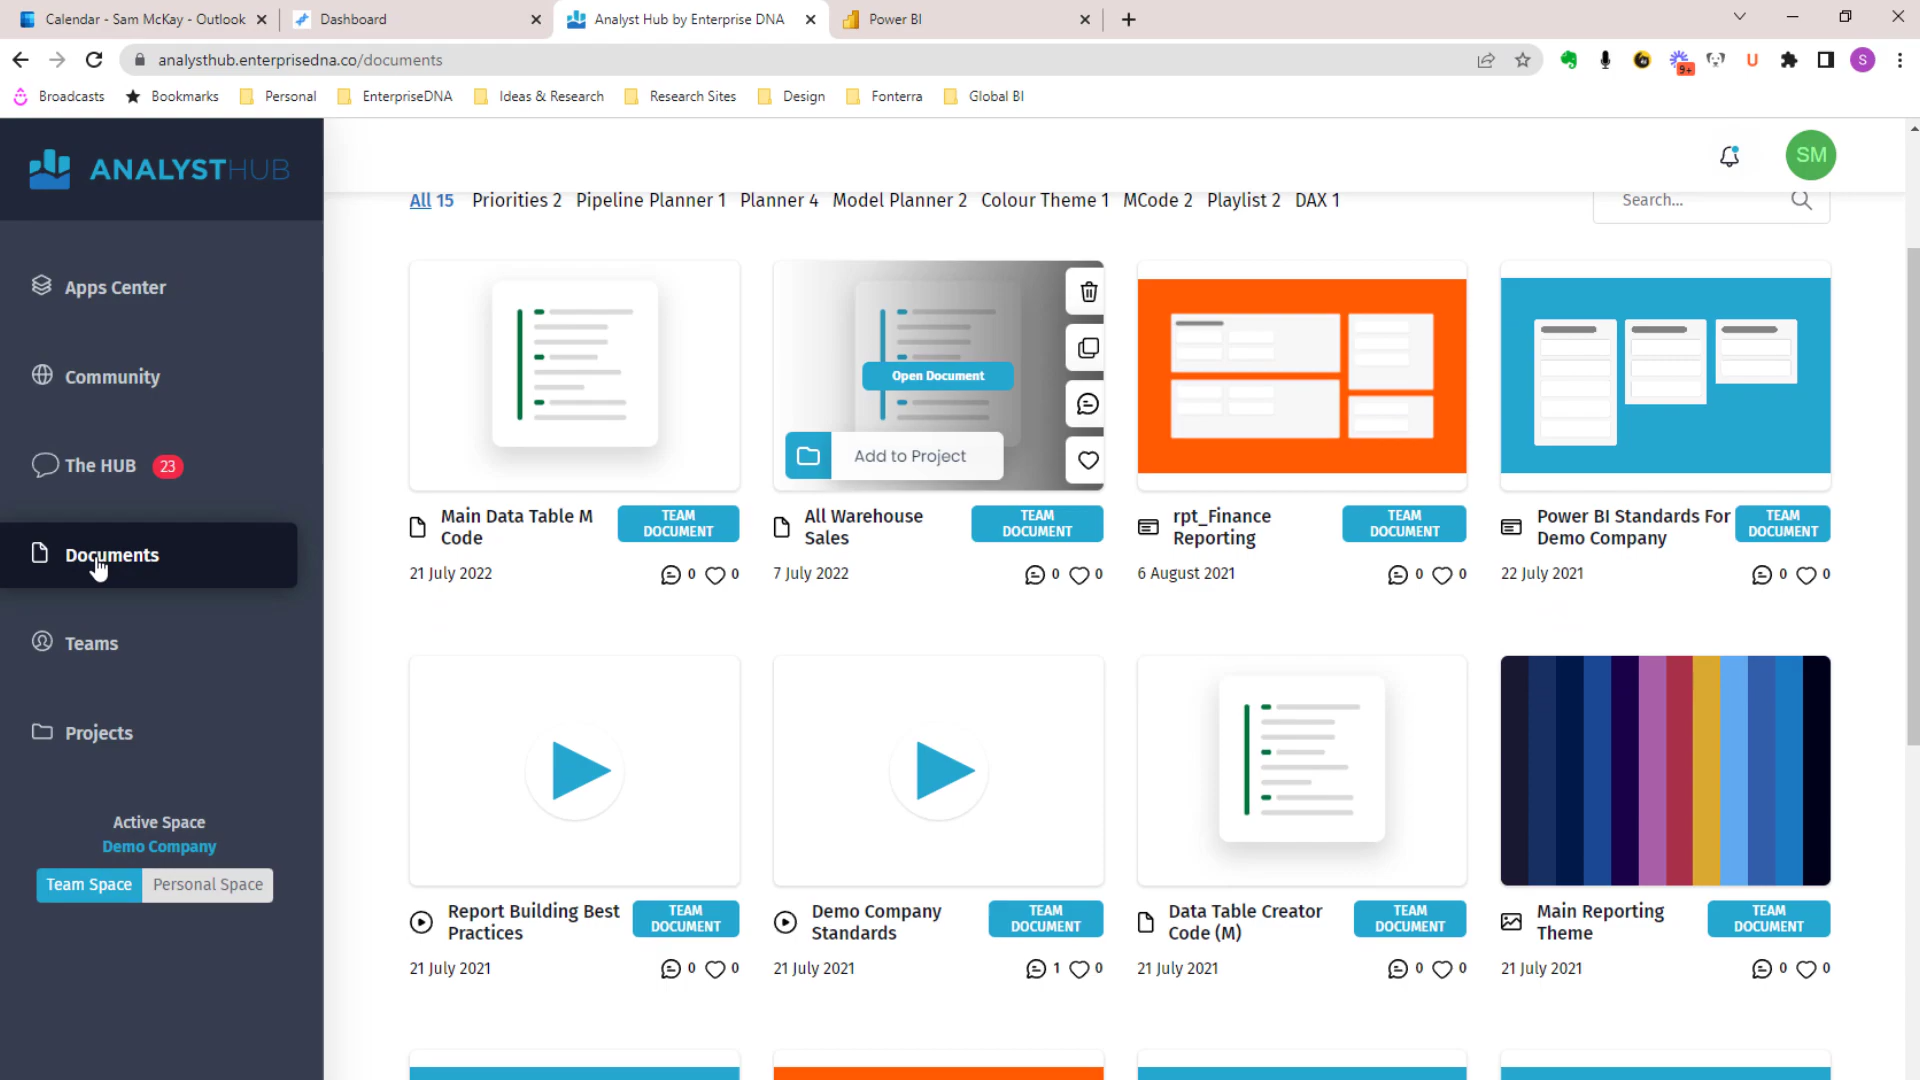 Calendar - Sam McKay - Outlook
Dashboard
Analyst Hub by Enterprise DNA
Power BI
analysthub.enterprisedna.co/documents
9+
U
S
Broadcasts
Bookmarks
Personal
EnterpriseDNA
Ideas & Research
Research Sites
Design
Fonterra
Global BI
ANALYSTHUB
SM
Apps Center
Community
The HUB 23
Documents
Teams
Projects
Active Space
Demo Company
Team Space
Personal Space
All 15 Priorities 2 Pipeline Planner 1 Planner 4 Model Planner 2 Colour Theme 1 MCode 2 Playlist 2 DAX 1
Search...
Open Document
Add to Project
Main Data Table M
Code
TEAM
DOCUMENT
21 July 2022
0 0
All Warehouse
Sales
TEAM
DOCUMENT
7 July 2022
0 0
rpt_Finance
Reporting
TEAM
DOCUMENT
6 August 2021
0 0
Power BI Standards For
Demo Company
TEAM
DOCUMENT
22 July 2021
0 0
Report Building Best
Practices
TEAM
DOCUMENT
21 July 2021
0 0
Demo Company
Standards
TEAM
DOCUMENT
21 July 2021
1 0
Data Table Creator
Code (M)
TEAM
DOCUMENT
21 July 2021
0 0
Main Reporting
Theme
TEAM
DOCUMENT
21 July 2021
0 0